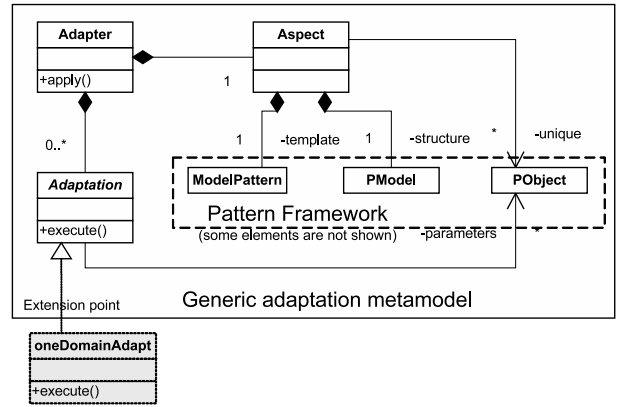 Adapter
Aspect
+apply()
1
0..*
1
-template
1
-structure
*
-unique
Adaptation
+execute()
ModelPattern
PModel
PObject
Pattern Framework
(some elements are not shown)
-parameters
*
Extension point
Generic adaptation metamodel
oneDomainAdapt
+execute()